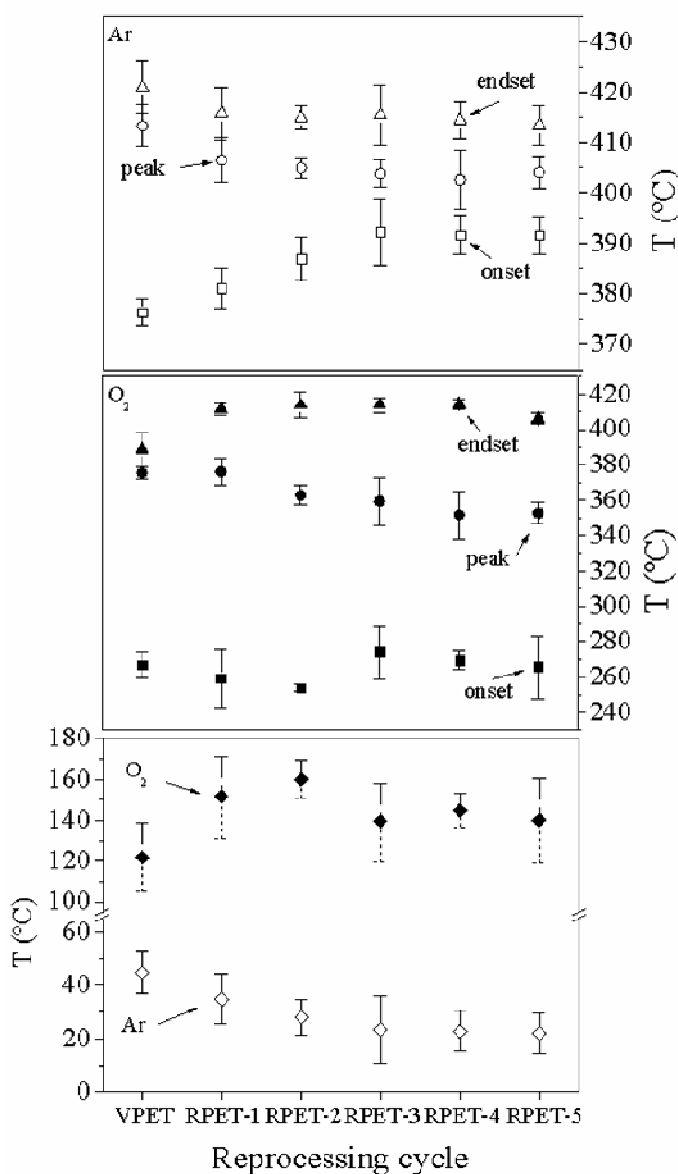 Ar
430
420
410
400
390
380
370
endset
peak
onset
T (°C)
O2
420
400
380
360
340
320
300
280
260
240
endset
peak
onset
T (°C)
180
160
140
120
100
60
40
20
0
O2
Ar
T (°C)
VPET RPET-1 RPET-2 RPET-3 RPET-4 RPET-5
Reprocessing cycle